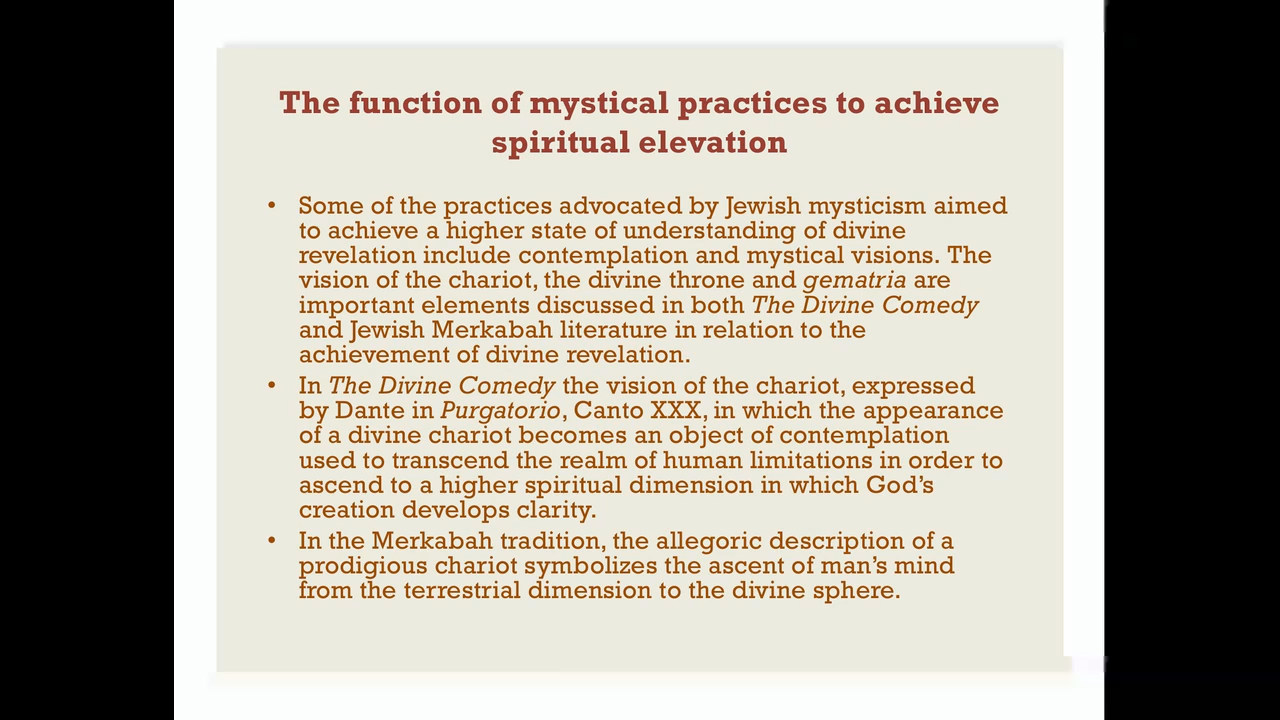 The function of mystical practices to achieve
spiritual elevation
• Some of the practices advocated by Jewish mysticism aimed
to achieve a higher state of understanding of divine
revelation include contemplation and mystical visions. The
vision of the chariot, the divine throne and gematria are
important elements discussed in both The Divine Comedy
and Jewish Merkabah literature in relation to the
achievement of divine revelation.
• In The Divine Comedy the vision of the chariot, expressed
by Dante in Purgatorio, Canto XXX, in which the appearance
of a divine chariot becomes an object of contemplation
used to transcend the realm of human limitations in order to
ascend to a higher spiritual dimension in which God’s
creation develops clarity.
• In the Merkabah tradition, the allegoric description of a
prodigious chariot symbolizes the ascent of man’s mind
from the terrestrial dimension to the divine sphere.